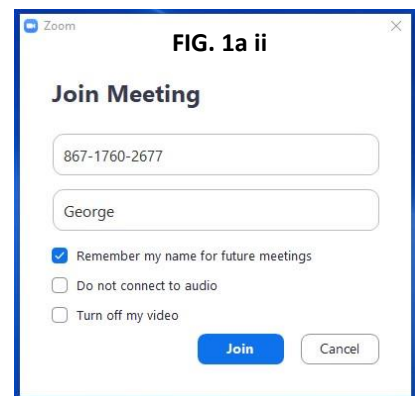 Zoom
FIG. 1a ii
Join Meeting
867-1760-2677
George
Remember my name for future meetings
Do not connect to audio
Turn off my video
Join Cancel